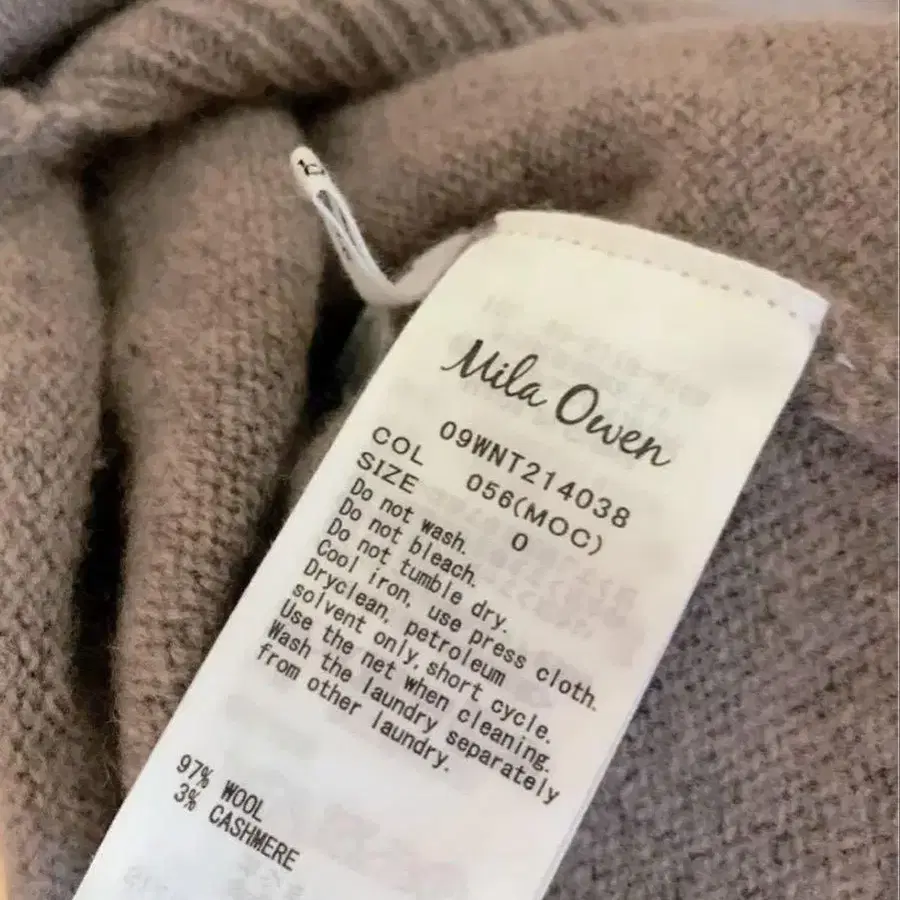 Mila Owen
09WNT214038
COL 056(MOC)
SIZE 0
Do not wash.
Do not bleach.
Do not tumble dry.
Cool iron, use press cloth.
Dryclean, petroleum
solvent only, short cycle.
Use the net when cleaning.
Wash the laundry separately
from other laundry.
97% WOOL
3% CASHMERE